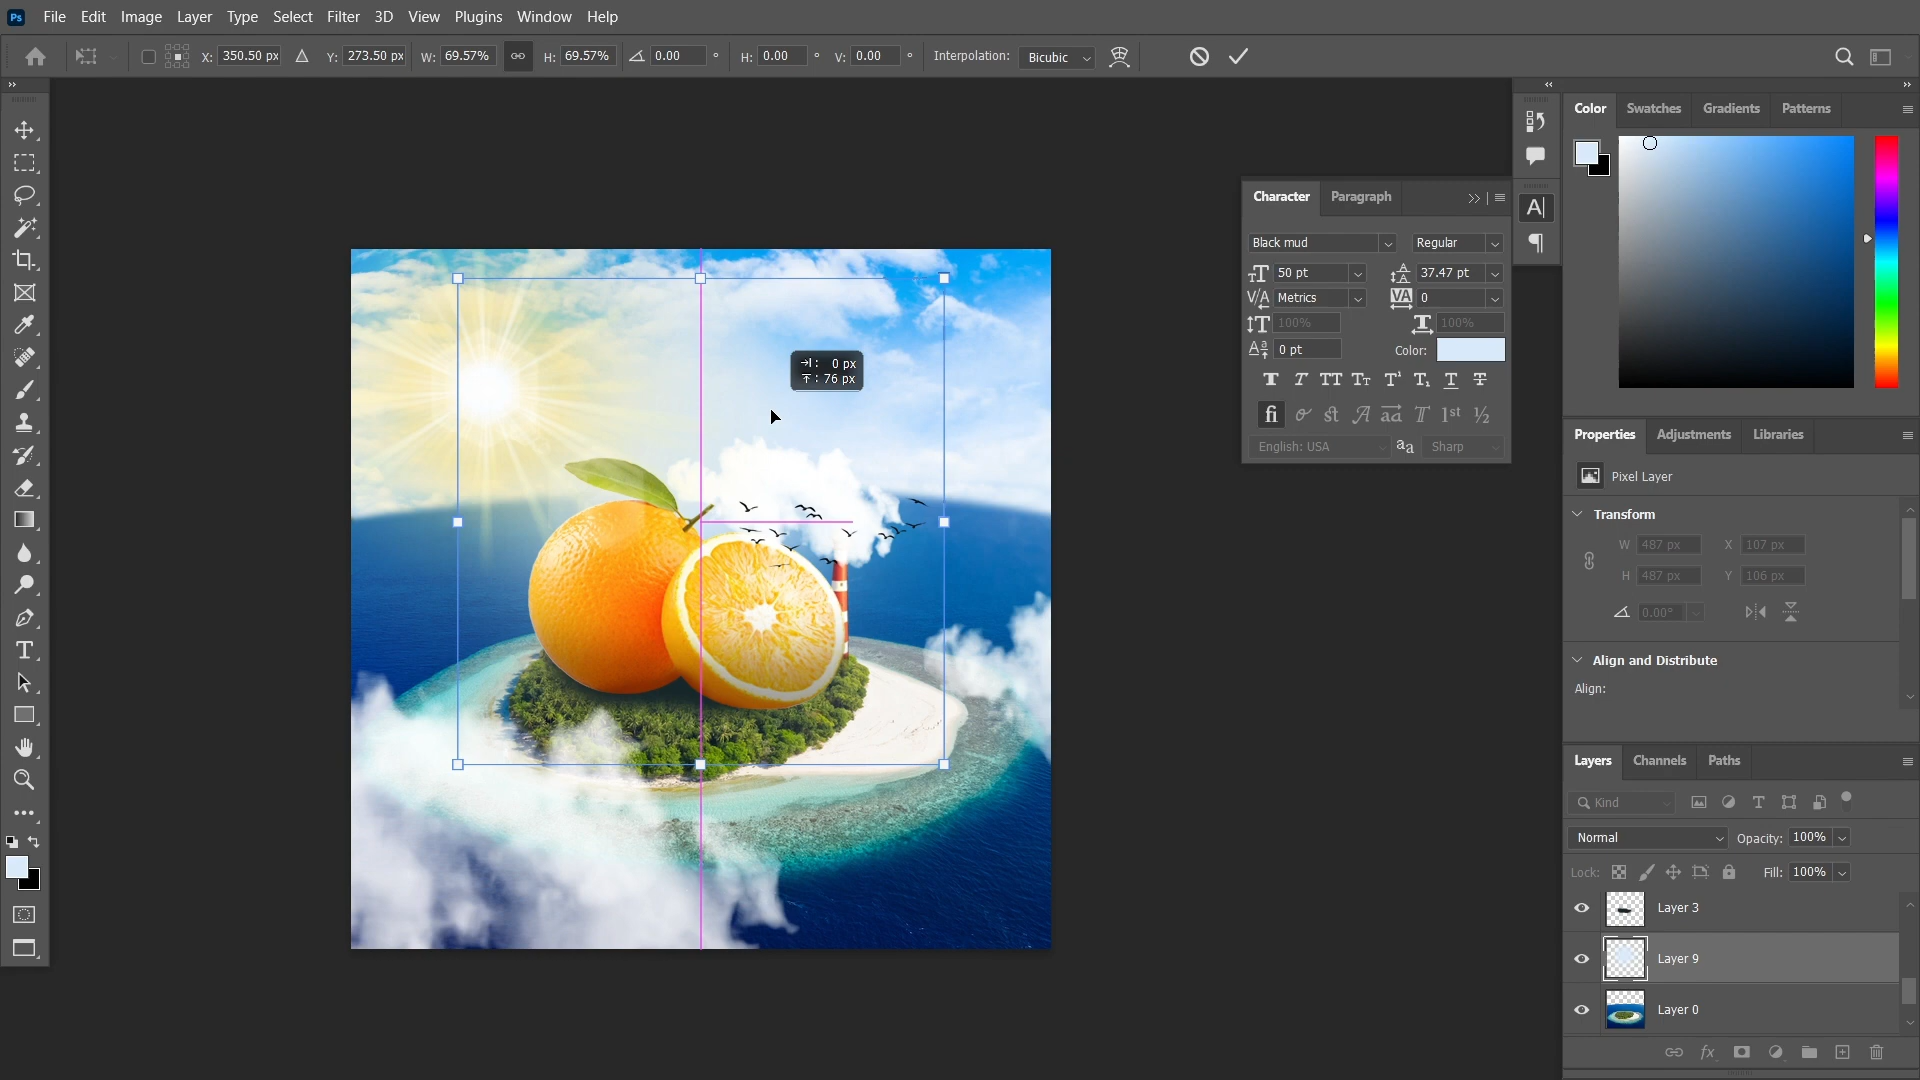 Ps File Edit Image Layer Type Select Filter 3D View Plugins Window Help
X: 350.50 px Y: 273.50 px W: 69.57% H: 69.57% 0.00 ° H: 0.00 ° V: 0.00 ° Interpolation: Bicubic
Color Swatches Gradients Patterns
Character Paragraph
Black mud Regular
50 pt 37.47 pt
Metrics 0
100% 100%
0 pt Color:
English: USA Sharp
0 px
76 px
Properties Adjustments Libraries
Pixel Layer
Transform
W 487 px X 107 px
H 487 px Y 106 px
0.00°
Align and Distribute
Align:
Layers Channels Paths
Kind
Normal Opacity: 100%
Lock: Fill: 100%
Layer 3
Layer 9
Layer 0
fx